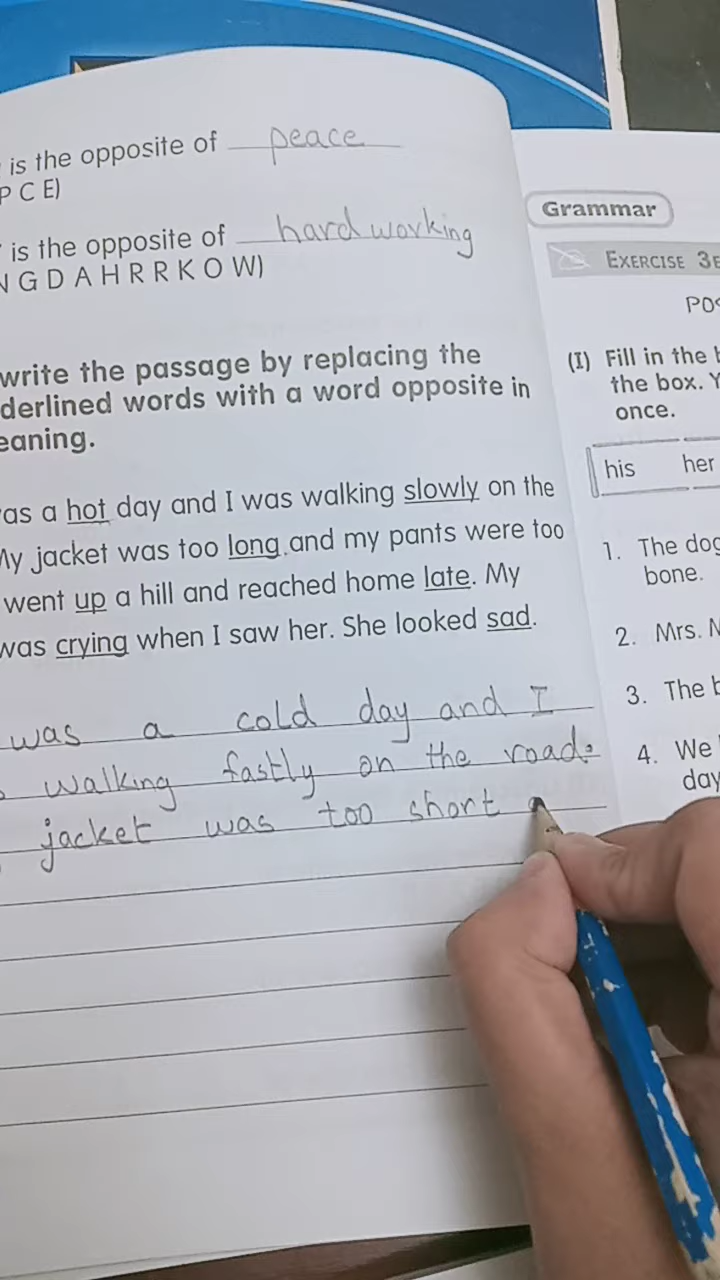 is the opposite of peace
P C E)
is the opposite of hard working
N G D A H R R K O W)
write the passage by replacing the
derlined words with a word opposite in
eaning.
as a hot day and I was walking slowly on the
My jacket was too long and my pants were too
went up a hill and reached home late. My
was crying when I saw her. She looked sad.
was a cold day and I
walking fastly on the road.
jacket was too short
Grammar
EXERCISE 3E
POS
(I) Fill in the b
the box. Y
once.
his her
1. The dog
bone.
2. Mrs. N
3. The b
4. We
day